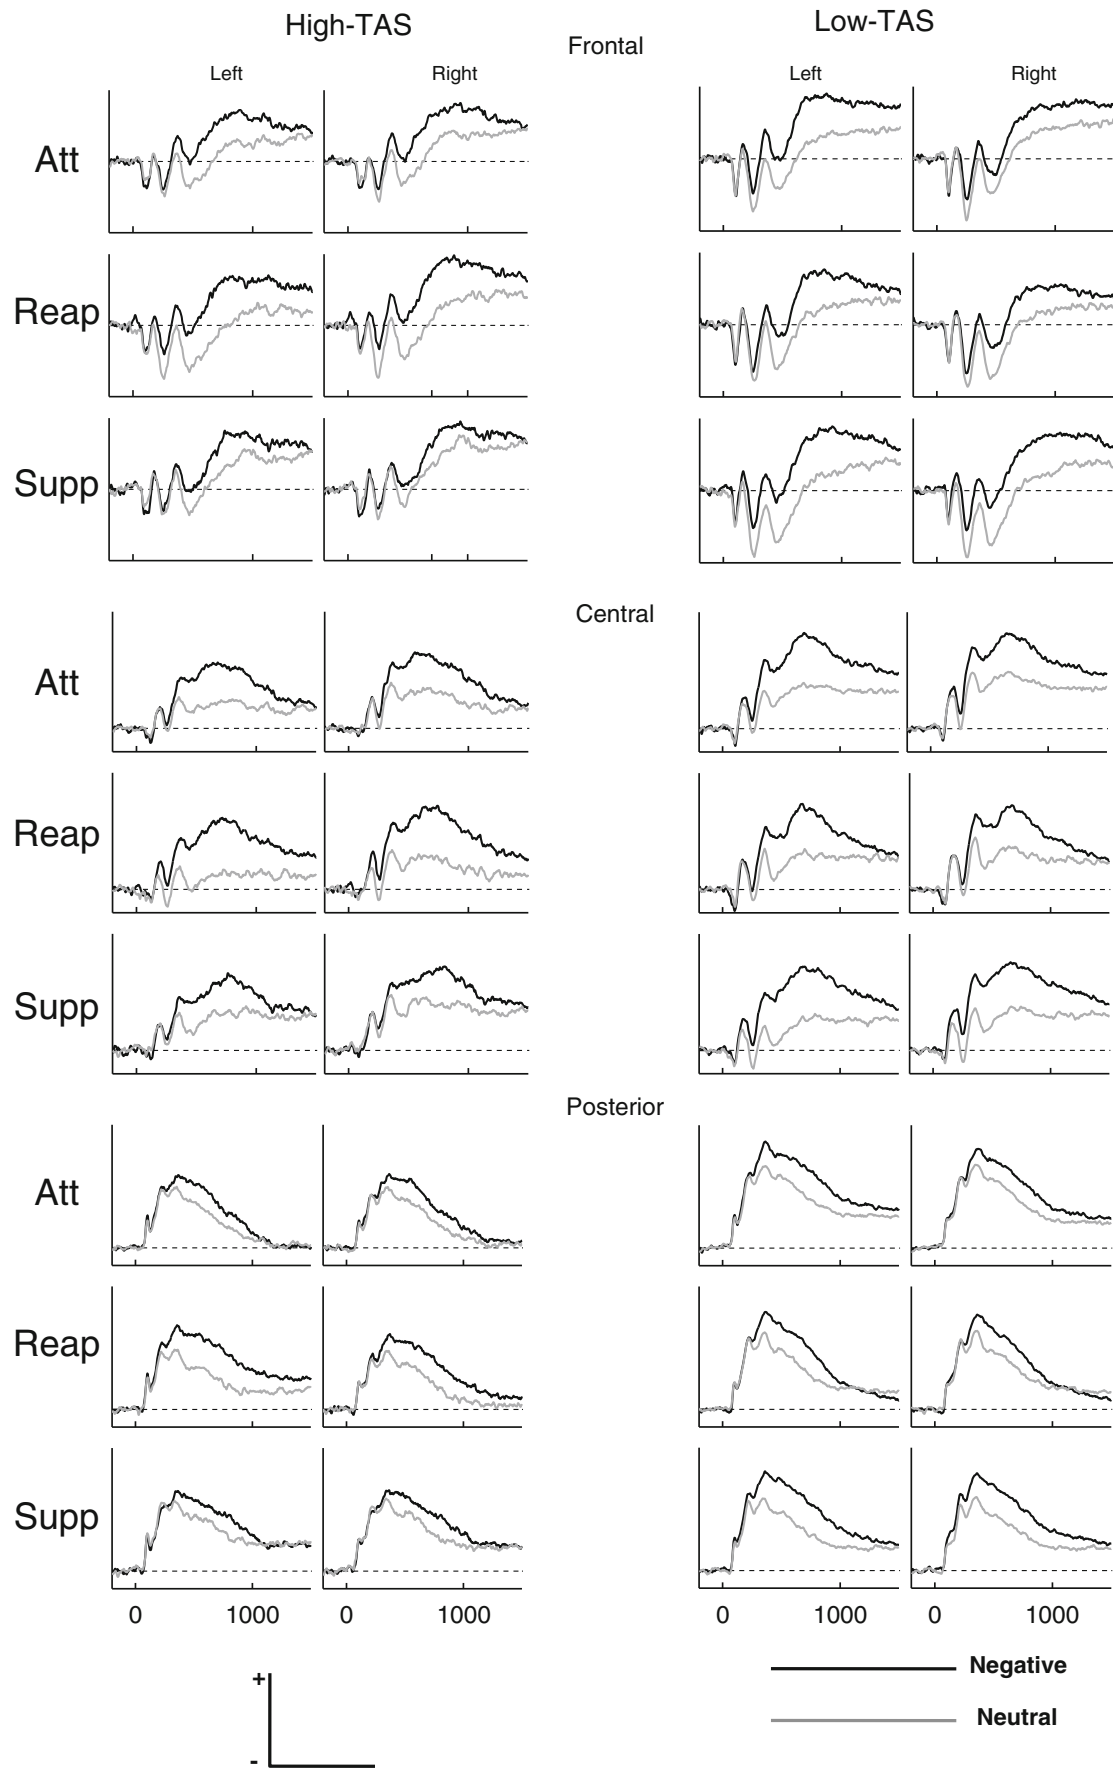 High-TAS Low-TAS
Frontal
Left Right Left Right
Att
Reap
Supp
Central
Att
Reap
Supp
Posterior
Att
Reap
Supp
0 1000 0 1000 0 1000 0 1000
+
-
Negative
Neutral